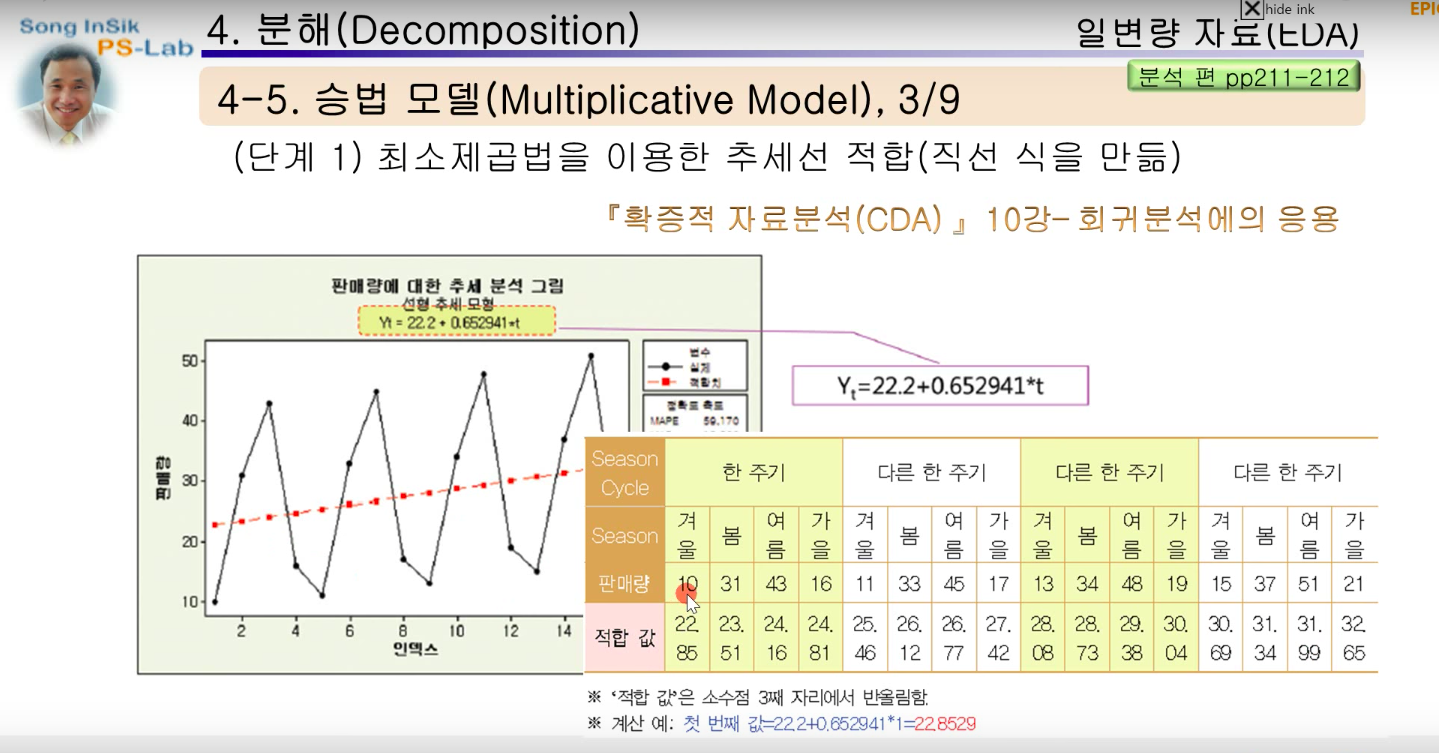 Song InSik
PS-Lab
4. 분해(Decomposition)
hide ink
EPI
일변량 자료(EDA)
분석 편 pp211-212
4-5. 승법 모델(Multiplicative Model), 3/9
(단계 1) 최소제곱법을 이용한 추세선 적합(직선 식을 만듦)
『확증적 자료분석(CDA) 』 10강- 회귀분석에의 응용
판매량에 대한 추세 분석 그림
선형 추세 모형
Yt = 22.2 + 0.652941*t
변수
실제
적합치
정확도 측도
MAPE 59.170
판매량
50
40
30
20
10
2 4 6 8 10 12 14
인덱스
Yt=22.2+0.652941*t
Season Cycle 한 주기 다른 한 주기 다른 한 주기 다른 한 주기
Season 겨울 봄 여름 가을 겨울 봄 여름 가을 겨울 봄 여름 가을 겨울 봄 여름 가을
판매량 10 31 43 16 11 33 45 17 13 34 48 19 15 37 51 21
적합 값 22.85 23.51 24.16 24.81 25.46 26.12 26.77 27.42 28.08 28.73 29.38 30.04 30.69 31.34 31.99 32.65
※ '적합 값'은 소수점 3째 자리에서 반올림함.
※ 계산 예: 첫 번째 값=22.2+0.652941*1=22.8529